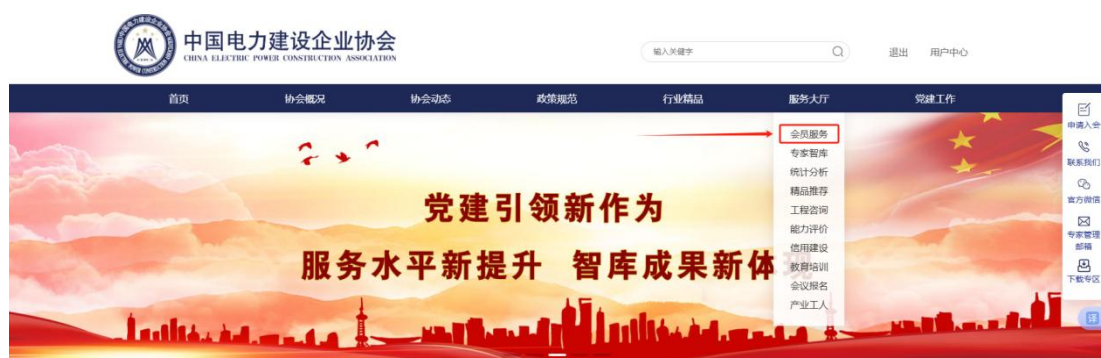 中国电力建设企业协会
CHINA ELECTRIC POWER CONSTRUCTION ASSOCIATION
输入关键字
退出 用户中心
首页 协会概况 协会动态 政策规范 行业精品 服务大厅 党建工作
会员服务
专家智库
统计分析
精品推荐
工程咨询
能力评价
信用建设
教育培训
会议报名
产业工人
党建引领新作为
服务水平新提升 智库成果新体现
申请入会
联系我们
官方微信
专家管理
邮箱
下载专区
译